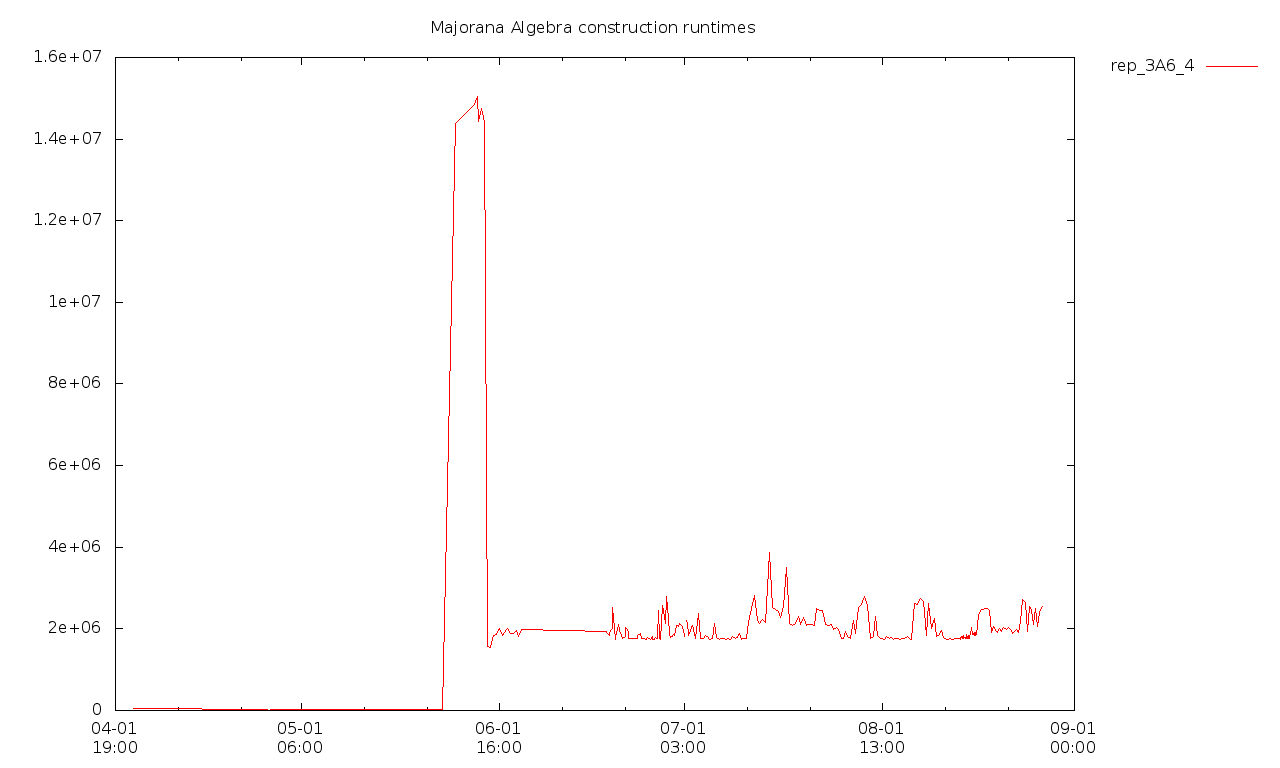 Majorana Algebra construction runtimes
rep_3A6_4
1.6e+07
1.4e+07
1.2e+07
1e+07
8e+06
6e+06
4e+06
2e+06
0
04-01 05-01 06-01 07-01 08-01 09-01
19:00 06:00 16:00 03:00 13:00 00:00